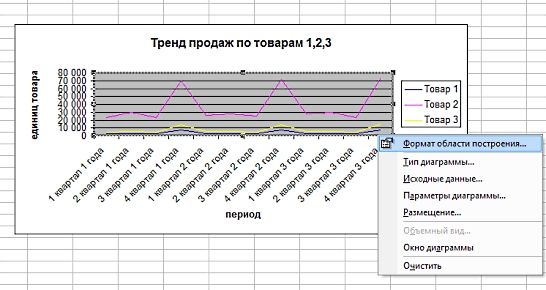 Тренд продаж по товарам 1,2,3
единиц товара
80 000
70 000
60 000
50 000
40 000
30 000
20 000
10 000
0
1 квартал 1 года
2 квартал 1 года
3 квартал 1 года
4 квартал 1 года
1 квартал 2 года
2 квартал 2 года
3 квартал 2 года
4 квартал 2 года
1 квартал 3 года
2 квартал 3 года
3 квартал 3 года
4 квартал 3 года
период
Товар 1
Товар 2
Товар 3
Формат области построения...
Тип диаграммы...
Исходные данные...
Параметры диаграммы...
Размещение...
Объемный вид...
Окно диаграммы
Очистить